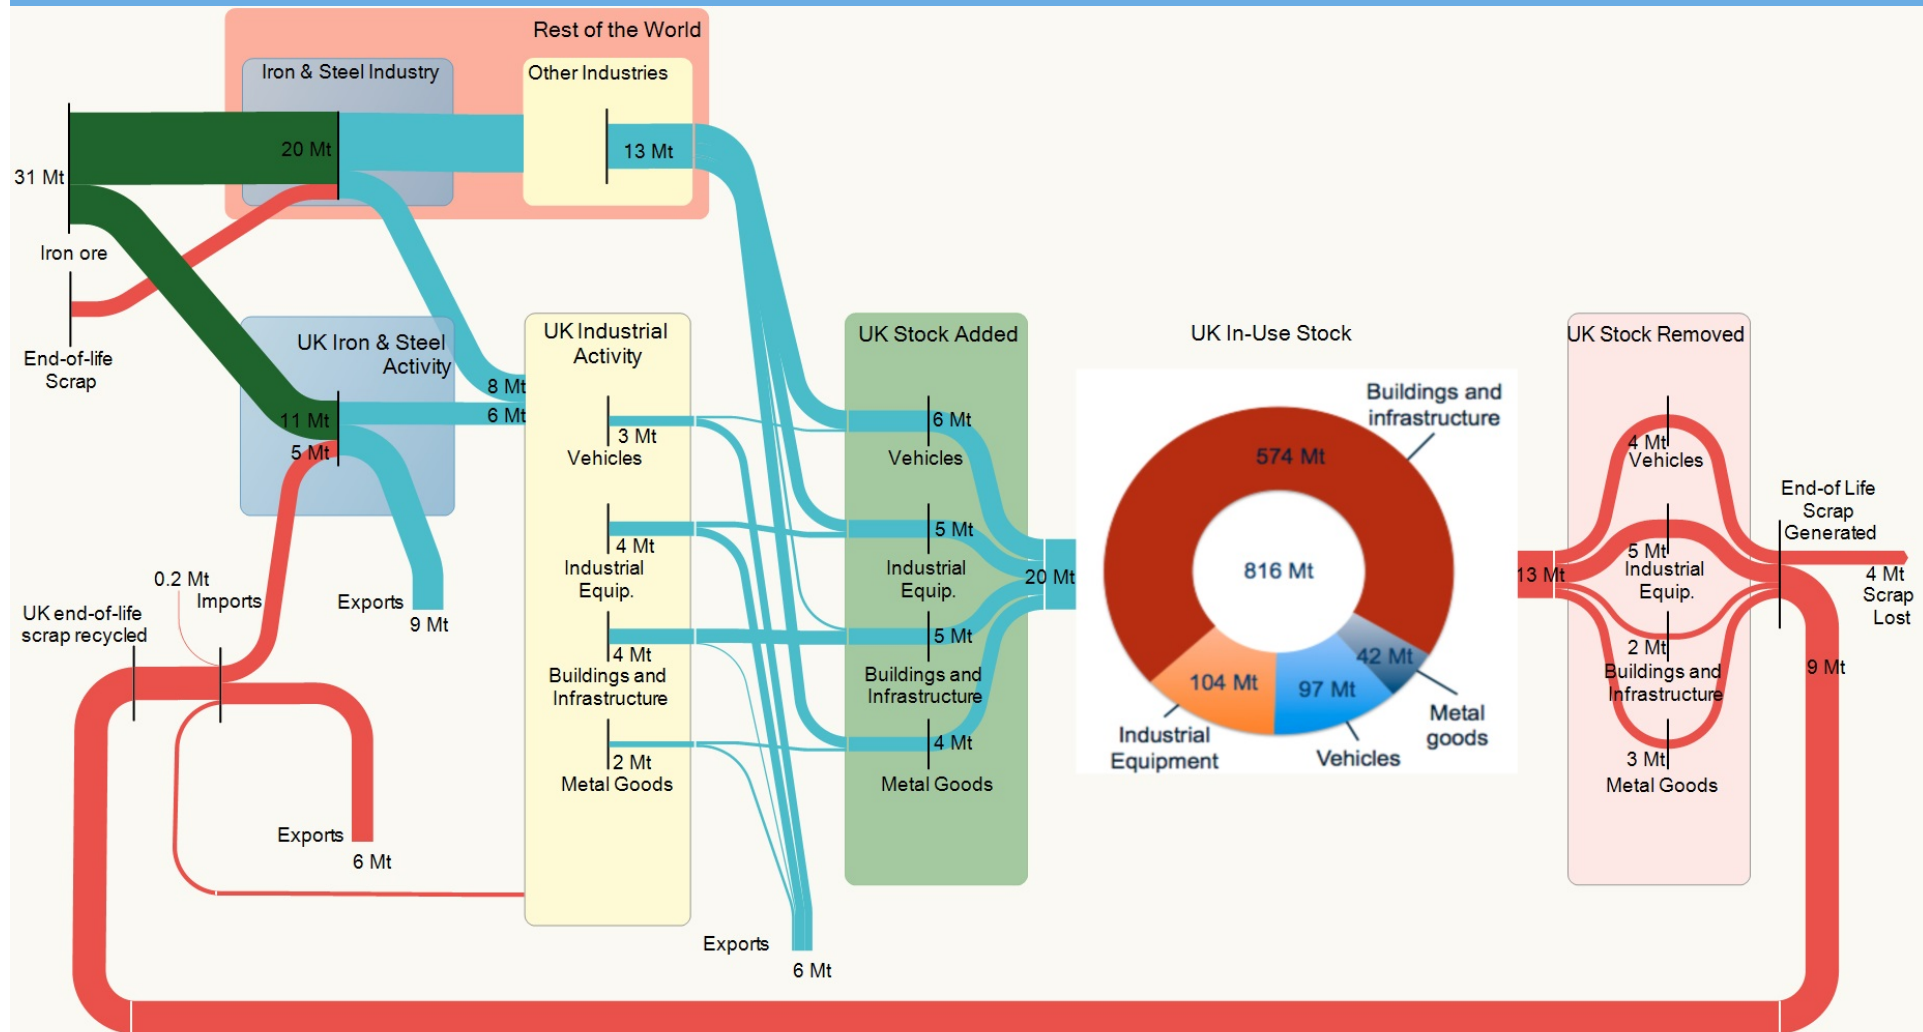 Rest of the World
Iron & Steel Industry
Other Industries
31 Mt
20 Mt
13 Mt
Iron ore
End-of-life
Scrap
UK Iron & Steel
Activity
11 Mt
5 Mt
8 Mt
6 Mt
0.2 Mt
Imports
Exports
9 Mt
UK end-of-life
scrap recycled
Exports
6 Mt
UK Industrial
Activity
3 Mt
Vehicles
4 Mt
Industrial
Equip.
4 Mt
Buildings and
Infrastructure
2 Mt
Metal Goods
Exports
6 Mt
UK Stock Added
6 Mt
Vehicles
5 Mt
Industrial
Equip.
5 Mt
Buildings and
Infrastructure
4 Mt
Metal Goods
20 Mt
UK In-Use Stock
Buildings and
infrastructure
574 Mt
816 Mt
104 Mt
97 Mt
42 Mt
Industrial
Equipment
Vehicles
Metal
goods
13 Mt
UK Stock Removed
4 Mt
Vehicles
5 Mt
Industrial
Equip.
2 Mt
Buildings and
Infrastructure
3 Mt
Metal Goods
End-of Life
Scrap
Generated
4 Mt
Scrap
Lost
9 Mt